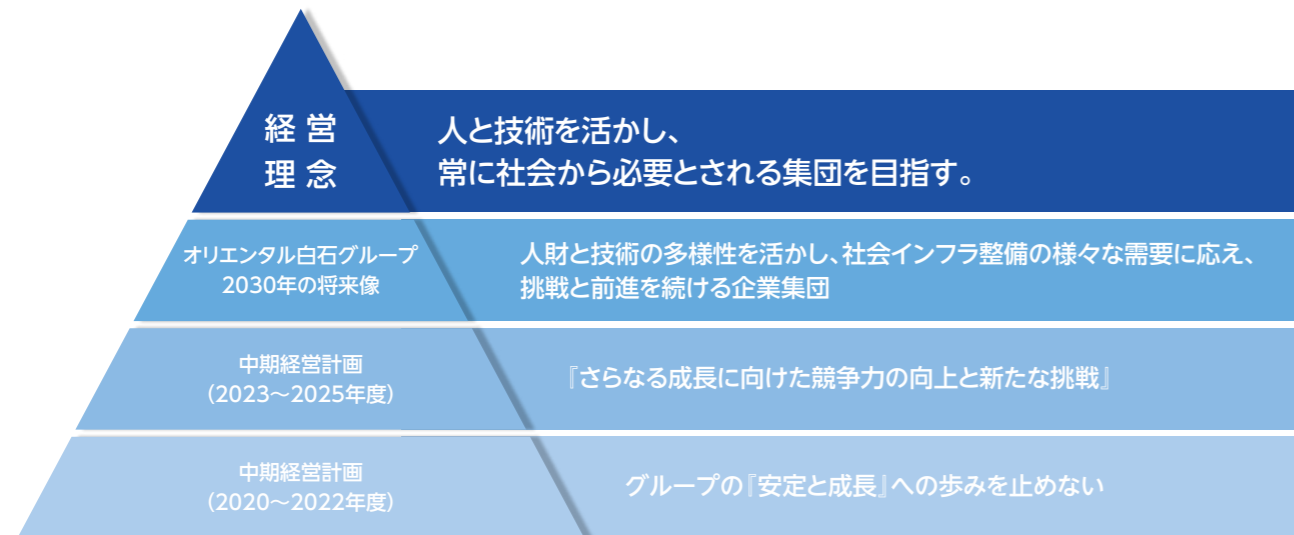 経営
理念
人と技術を活かし、
常に社会から必要とされる集団を目指す。
オリエンタル白石グループ
2030年の将来像
人財と技術の多様性を活かし、社会インフラ整備の様々な需要に応え、
挑戦と前進を続ける企業集団
中期経営計画
（2023～2025年度）
『さらなる成長に向けた競争力の向上と新たな挑戦』
中期経営計画
（2020～2022年度）
グループの『安定と成長』への歩みを止めない